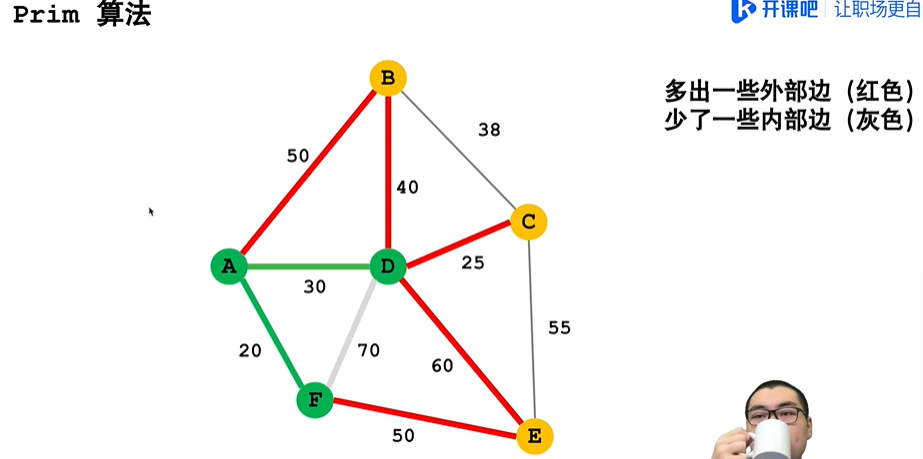 Prim 算法
开课吧 让职场更自
多出一些外部边（红色）
少了一些内部边（灰色）
B
38
50
40
C
25
A
D
30
55
20
70
60
F
50
E